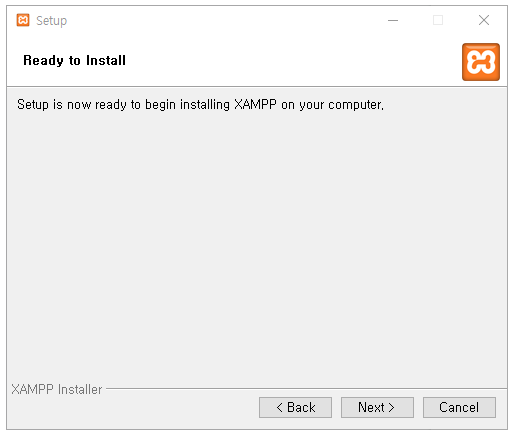 Setup
Ready to Install
Setup is now ready to begin installing XAMPP on your computer.
XAMPP Installer
< Back
Next >
Cancel